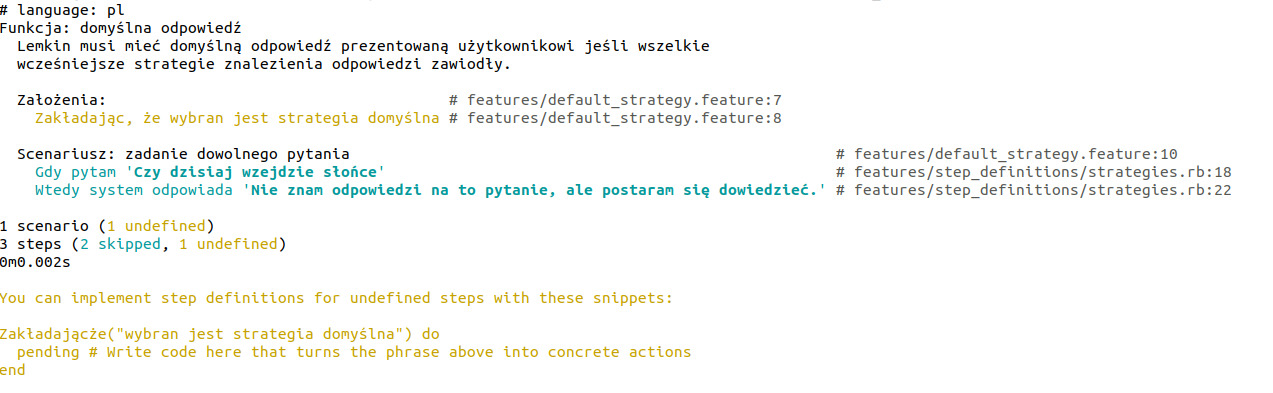 # language: pl
Funkcja: domyślna odpowiedź
  Lemkin musi mieć domyślną odpowiedź prezentowaną użytkownikowi jeśli wszelkie
  wcześniejsze strategie znalezienia odpowiedzi zawiodły.

  Założenia:                                      # features/default_strategy.feature:7
    Zakładając, że wybran jest strategia domyślna # features/default_strategy.feature:8

  Scenariusz: zadanie dowolnego pytania                                                      # features/default_strategy.feature:10
    Gdy pytam 'Czy dzisiaj wzejdzie słońce'                                                  # features/step_definitions/strategies.rb:18
    Wtedy system odpowiada 'Nie znam odpowiedzi na to pytanie, ale postaram się dowiedzieć.' # features/step_definitions/strategies.rb:22

1 scenario (1 undefined)
3 steps (2 skipped, 1 undefined)
0m0.002s

You can implement step definitions for undefined steps with these snippets:

Zakładającże("wybran jest strategia domyślna") do
  pending # Write code here that turns the phrase above into concrete actions
end